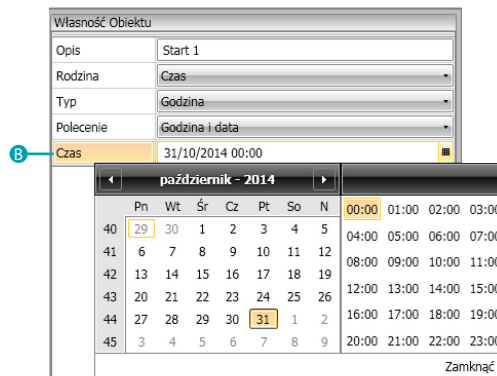 Własność Obiektu
Opis Start 1
Rodzina Czas
Typ Godzina
Polecenie Godzina i data
B Czas 31/10/2014 00:00
październik - 2014
Pn Wt Śr Cz Pt So N
40 29 30 1 2 3 4 5
41 6 7 8 9 10 11 12
42 13 14 15 16 17 18 19
43 20 21 22 23 24 25 26
44 27 28 29 30 31 1 2
45 3 4 5 6 7 8 9
00:00 01:00 02:00 03:00
04:00 05:00 06:00 07:00
08:00 09:00 10:00 11:00
12:00 13:00 14:00 15:00
16:00 17:00 18:00 19:00
20:00 21:00 22:00 23:00
Zamknąć